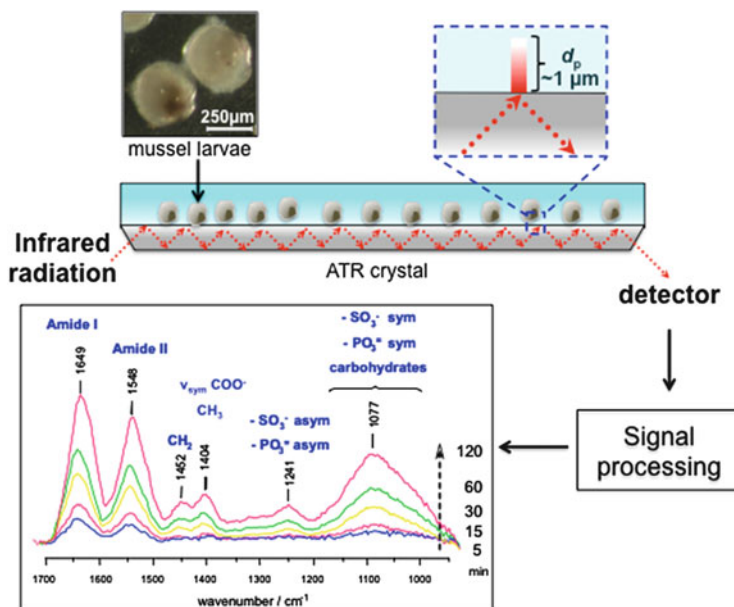 250μm
mussel larvae
dp
~1 μm
Infrared
radiation
ATR crystal
detector
Signal
processing
Amide I
1649
Amide II
1548
νsym COO⁻
CH₃
CH₂
1452
1404
- SO₃⁻ asym
- PO₃* asym
1241
- SO₃⁻ sym
- PO₃* sym
carbohydrates
1077
120
60
30
15
5
min
1700 1600 1500 1400 1300 1200 1100 1000
wavenumber / cm⁻¹